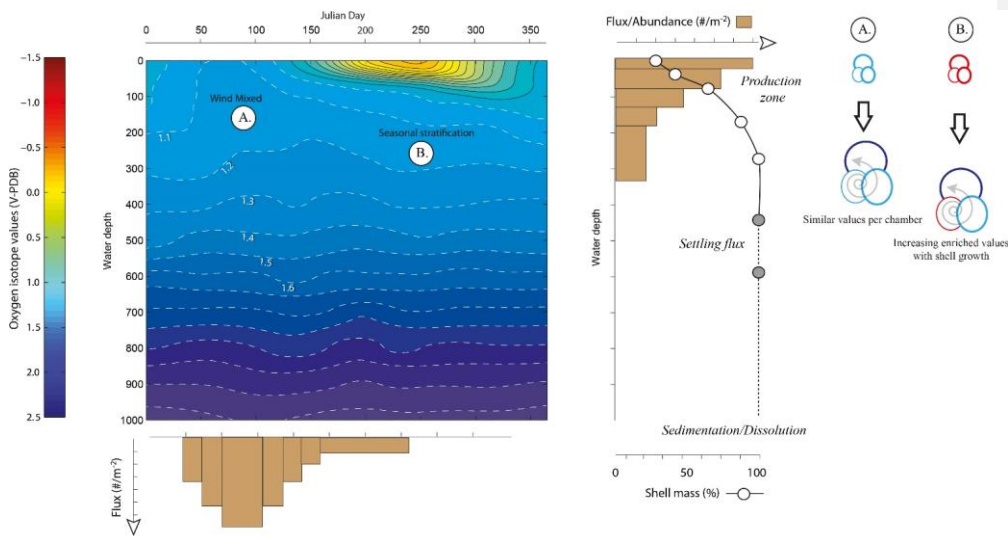 Julian Day
0 50 100 150 200 250 300 350
Oxygen isotope values (V-PDB)
−1.5
−1.0
−0.5
0.0
0.5
1.0
1.5
2.0
2.5
Water depth
0
100
200
300
400
500
600
700
800
900
1000
Wind Mixed
A.
Seasonal stratification
B.
1.1
1.2
1.3
1.4
1.5
1.6
Flux (#/m⁻²)
Flux/Abundance (#/m⁻²)
Production
zone
Water depth
Settling flux
Sedimentation/Dissolution
0 50 100
Shell mass (%)
A.
Similar values per chamber
B.
Increasing enriched values
with shell growth